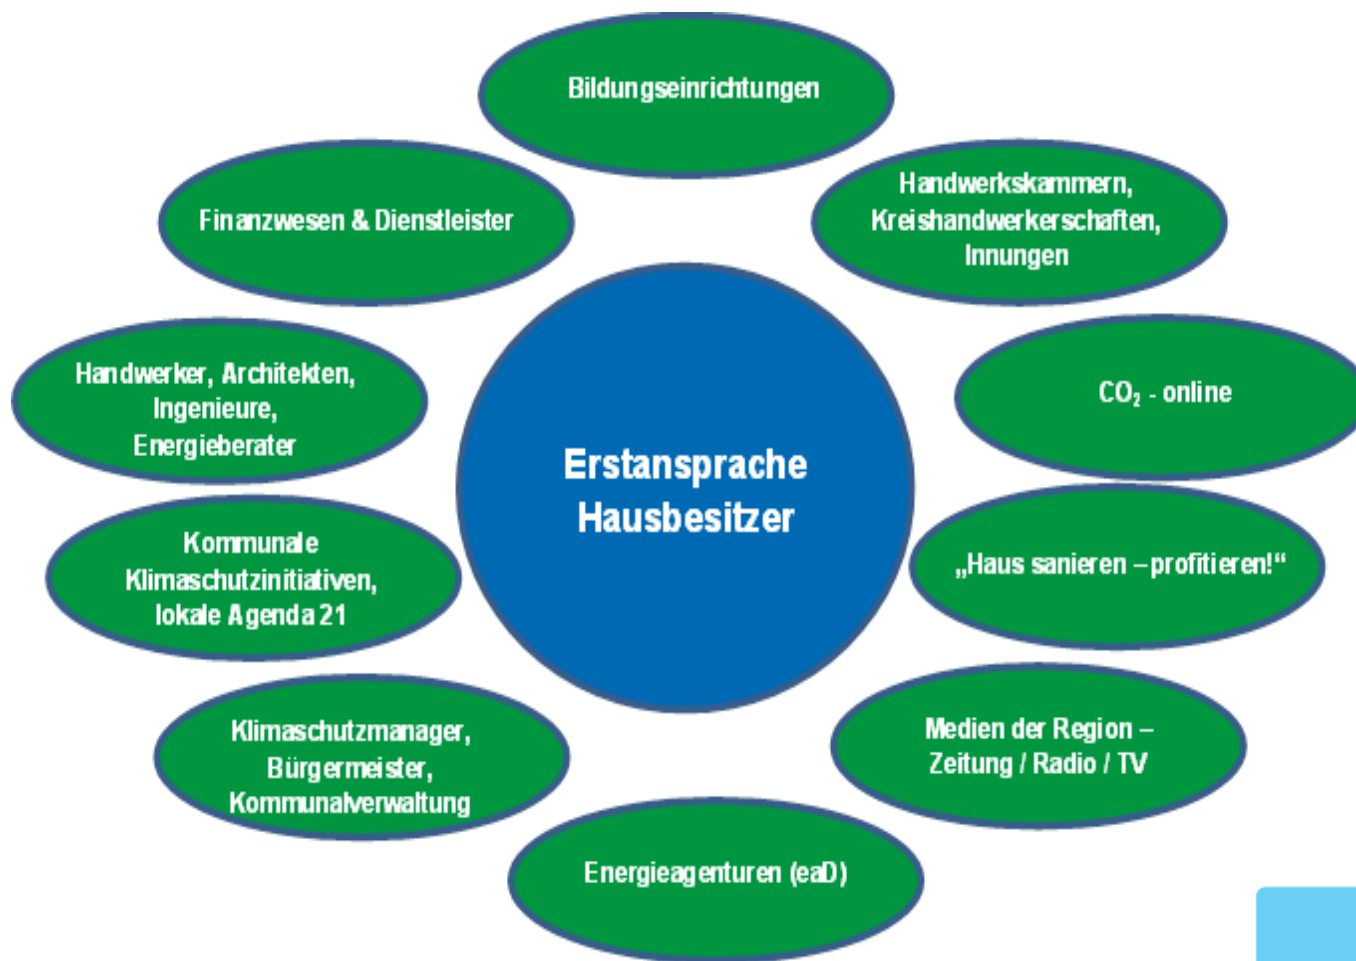 Bildungseinrichtungen
Finanzwesen & Dienstleister
Handwerkskammern,
Kreishandwerkerschaften,
Innungen
Handwerker, Architekten,
Ingenieure,
Energieberater
CO₂ - online
Erstansprache
Hausbesitzer
Kommunale
Klimaschutzinitiativen,
lokale Agenda 21
„Haus sanieren – profitieren!“
Klimaschutzmanager,
Bürgermeister,
Kommunalverwaltung
Medien der Region –
Zeitung / Radio / TV
Energieagenturen (eaD)